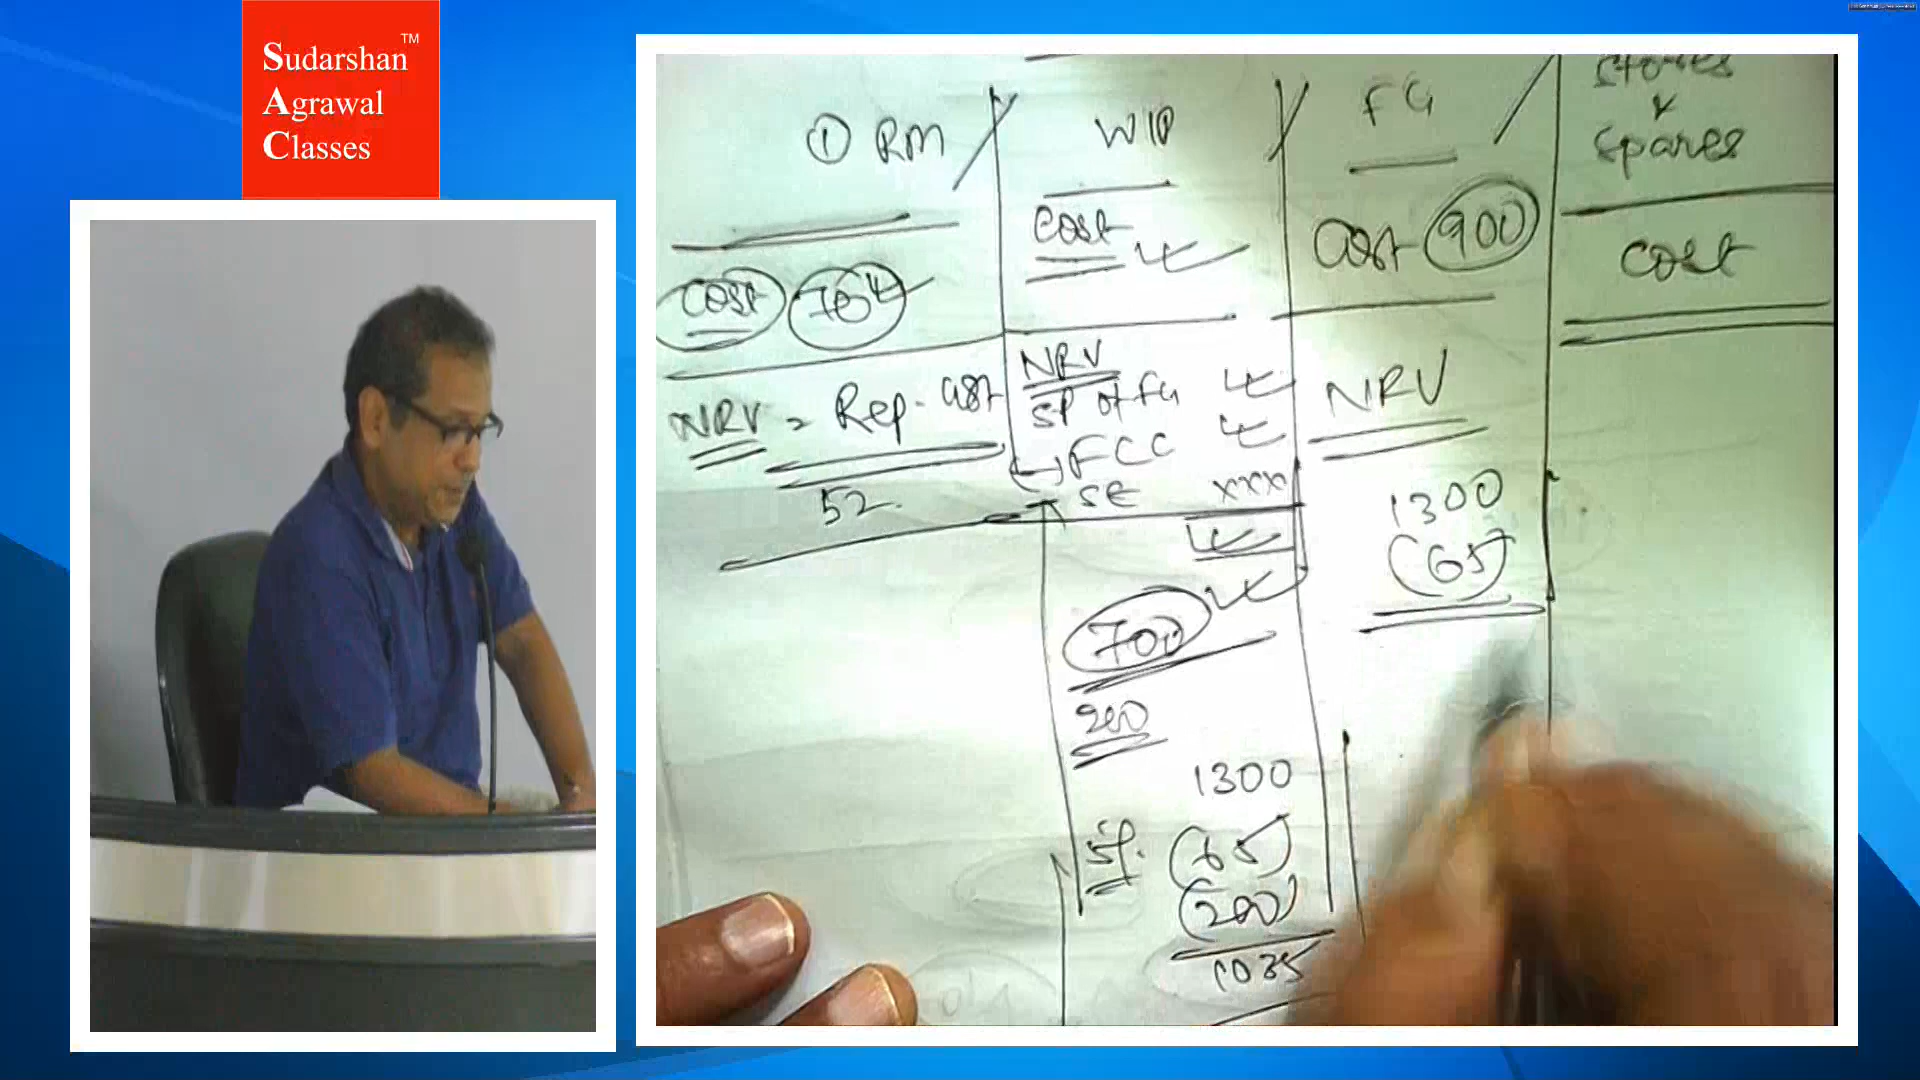 Sudarshan™
Agrawal
Classes
① RM
cost 704
NRV = Rep. cost
52
WIP
cost
NRV
SP of FG
(-) FCC
SE xxx
700
200
1300
5%. (65)
(200)
1035
FG
cost 900
NRV
1300
(65)
stores
&
spares
cost